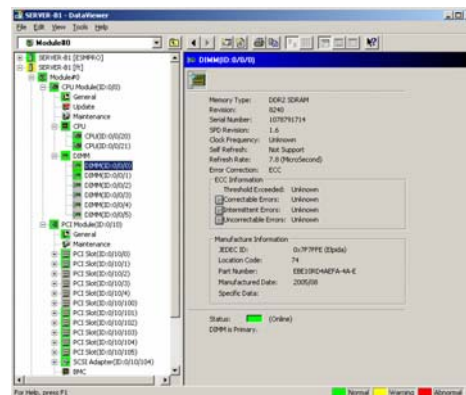 SERVER-B1 - DataViewer
File Edit View Tools Help
Module#0
SERVER-B1 [ESMPRO]
SERVER-B1 [ft]
Module#0
CPU Module(ID:0/0)
General
Update
Maintenance
CPU
CPU(ID:0/0/20)
CPU(ID:0/0/21)
DIMM
DIMM(ID:0/0/0)
DIMM(ID:0/0/1)
DIMM(ID:0/0/2)
DIMM(ID:0/0/3)
DIMM(ID:0/0/4)
DIMM(ID:0/0/5)
PCI Module(ID:0/10)
General
Maintenance
PCI Slot(ID:0/10/0)
PCI Slot(ID:0/10/1)
PCI Slot(ID:0/10/2)
PCI Slot(ID:0/10/3)
PCI Slot(ID:0/10/4)
PCI Slot(ID:0/10/100)
PCI Slot(ID:0/10/101)
PCI Slot(ID:0/10/102)
PCI Slot(ID:0/10/103)
PCI Slot(ID:0/10/104)
PCI Slot(ID:0/10/105)
SCSI Adapter(ID:0/10/104)
BMC
DIMM(ID:0/0/0)
Memory Type: DDR2 SDRAM
Revision: 8240
Serial Number: 1078791714
SPD Revision: 1.6
Clock Frequency: Unknown
Self Refresh: Not Support
Refresh Rate: 7.8 (MicroSecond)
Error Correction: ECC
ECC Information
Threshold Exceeded: Unknown
Correctable Errors: Unknown
Intermittent Errors: Unknown
Uncorrectable Errors: Unknown
Manufacture Information
JEDEC ID: 0x7F7FFE (Elpida)
Location Code: 74
Part Number: EBE10RD4AEFA-4A-E
Manufactured Date: 2005/08
Specific Data:
Status: (Online)
DIMM is Primary.
For Help, press F1
Normal Warning Abnormal